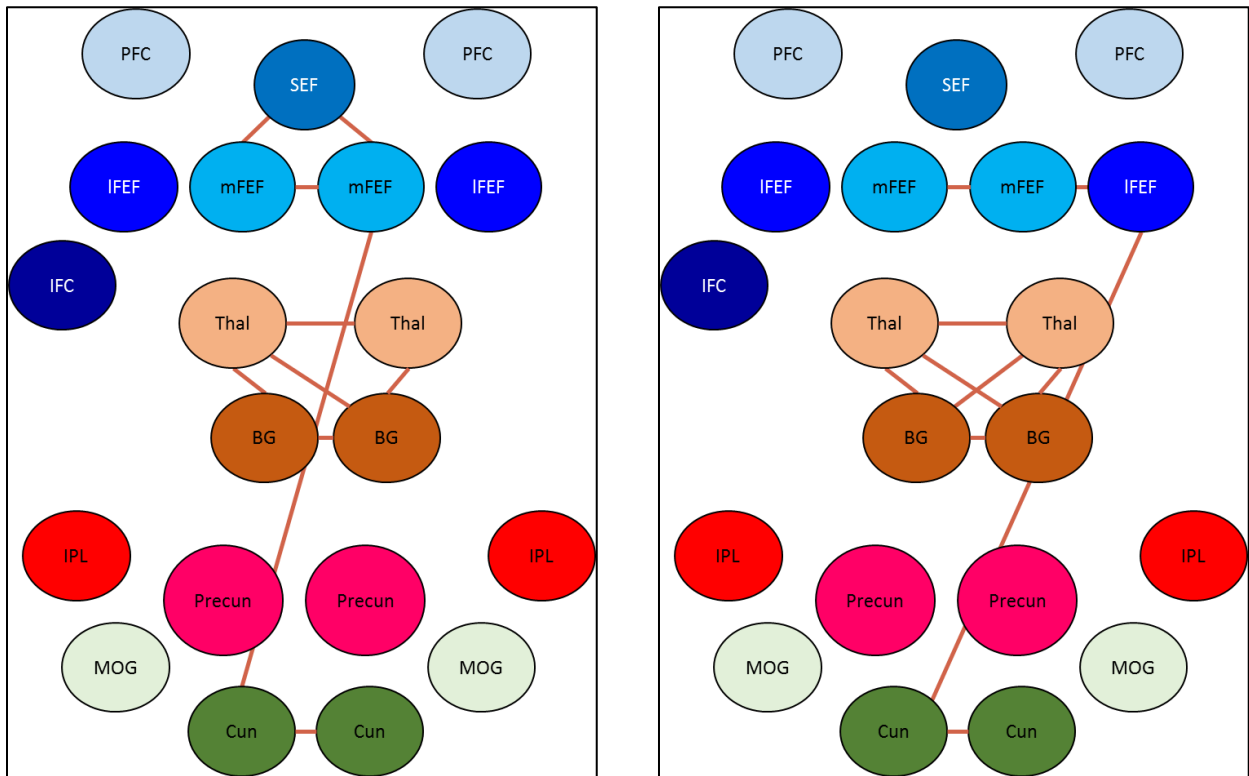 PFC
PFC
SEF
lFEF
mFEF
mFEF
lFEF
IFC
Thal
Thal
BG
BG
IPL
IPL
Precun
Precun
MOG
MOG
Cun
Cun
PFC
PFC
SEF
lFEF
mFEF
mFEF
lFEF
IFC
Thal
Thal
BG
BG
IPL
IPL
Precun
Precun
MOG
MOG
Cun
Cun